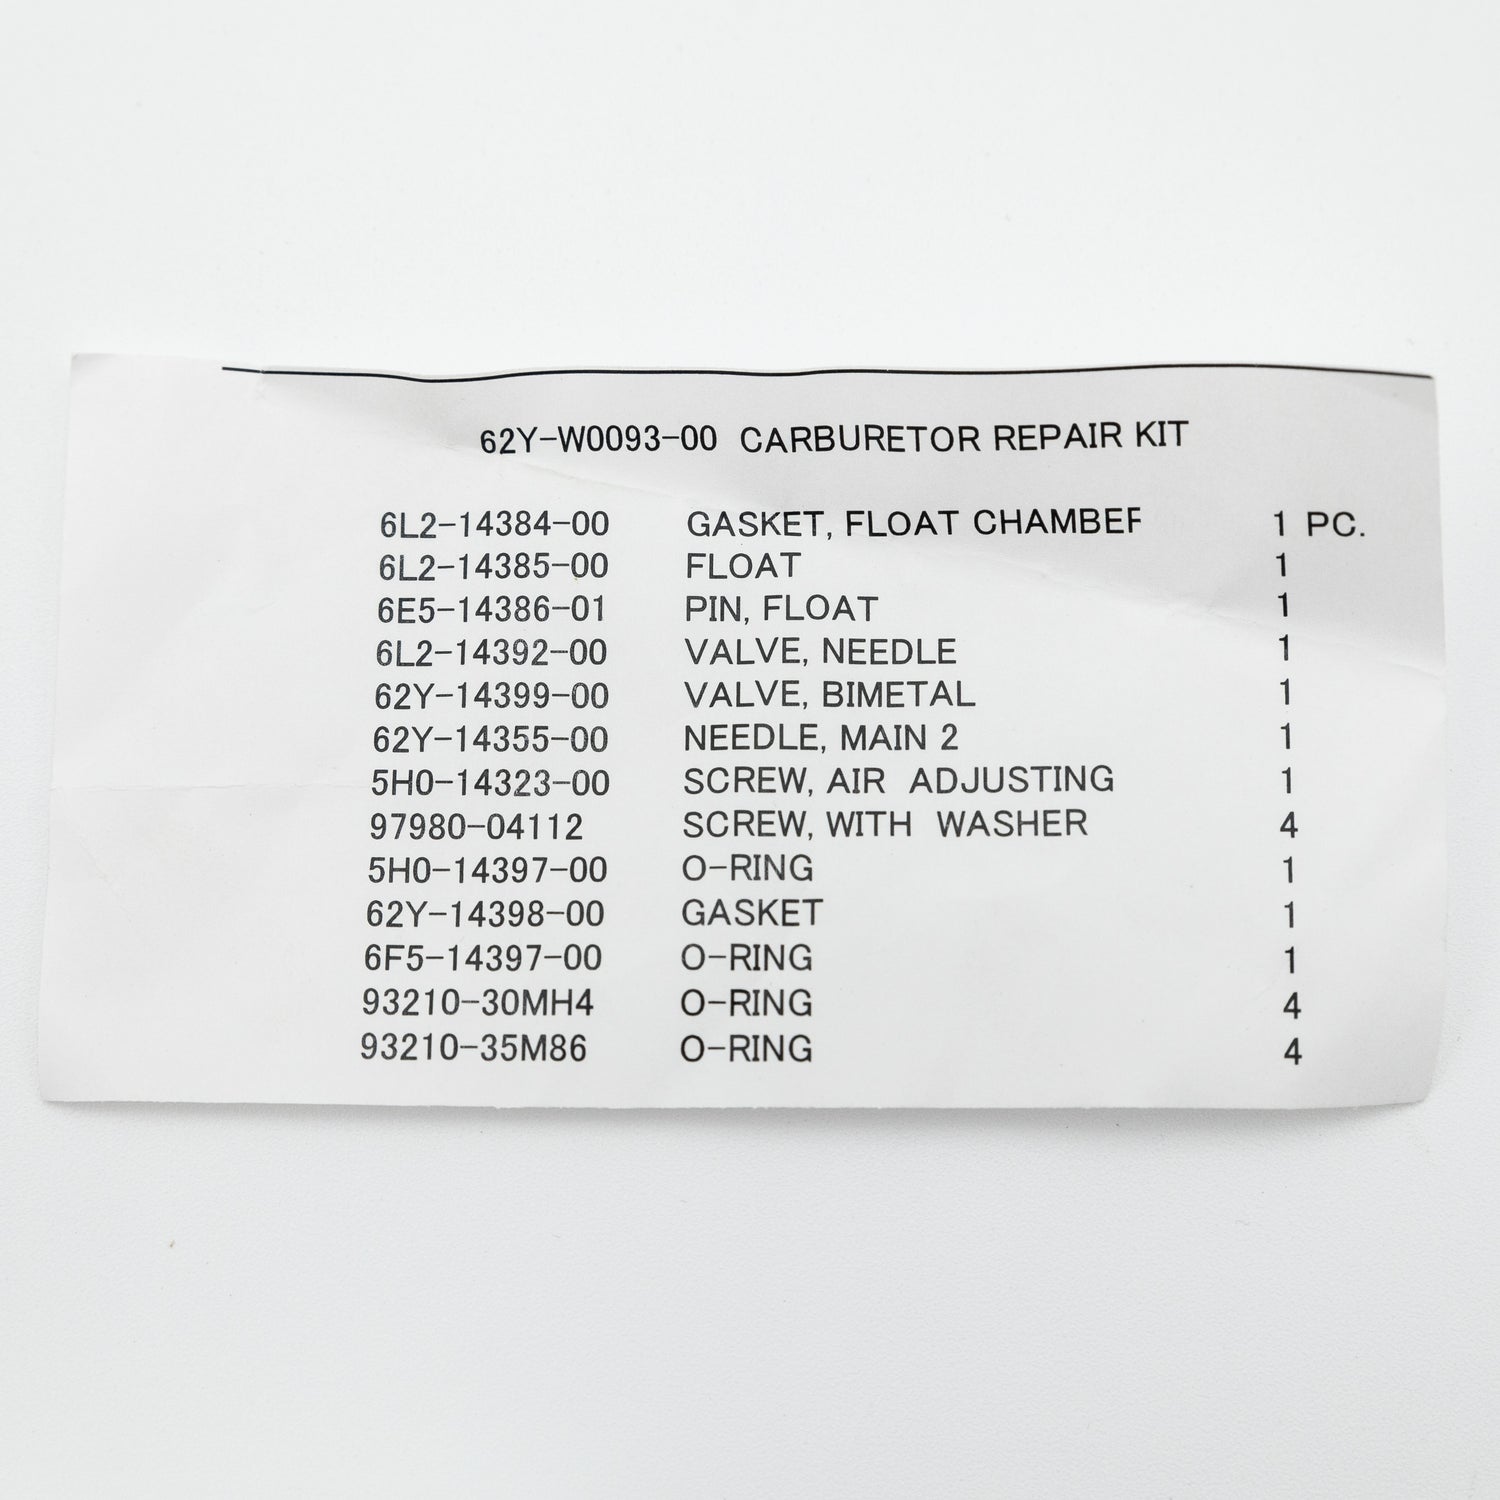 62Y-W0093-00 CARBURETOR REPAIR KIT
6L2-14384-00 GASKET, FLOAT CHAMBER 1 PC.
6L2-14385-00 FLOAT 1
6E5-14386-01 PIN, FLOAT 1
6L2-14392-00 VALVE, NEEDLE 1
62Y-14399-00 VALVE, BIMETAL 1
62Y-14355-00 NEEDLE, MAIN 2 1
5H0-14323-00 SCREW, AIR ADJUSTING 1
97980-04112 SCREW, WITH WASHER 4
5H0-14397-00 O-RING 1
62Y-14398-00 GASKET 1
6F5-14397-00 O-RING 1
93210-30MH4 O-RING 4
93210-35M86 O-RING 4